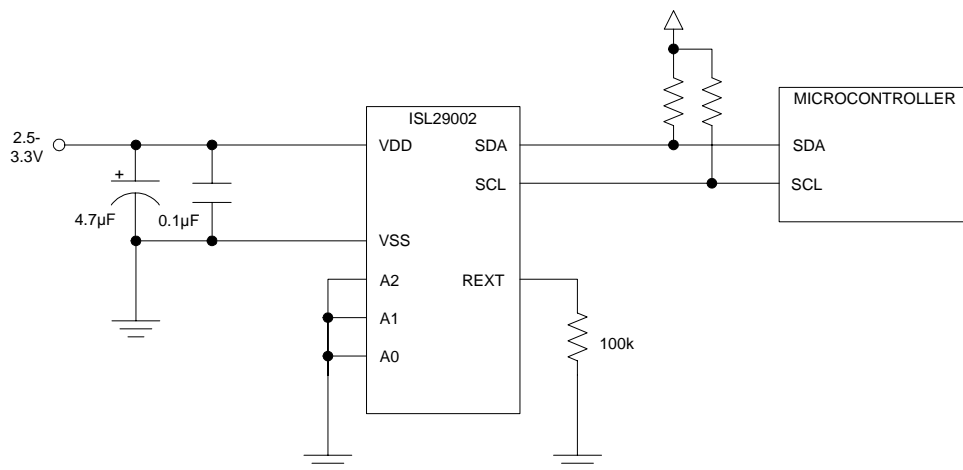 MICROCONTROLLER
ISL29002
2.5-
3.3V
VDD
SDA
SDA
SCL
SCL
+
4.7µF
0.1µF
VSS
A2
REXT
A1
100k
A0